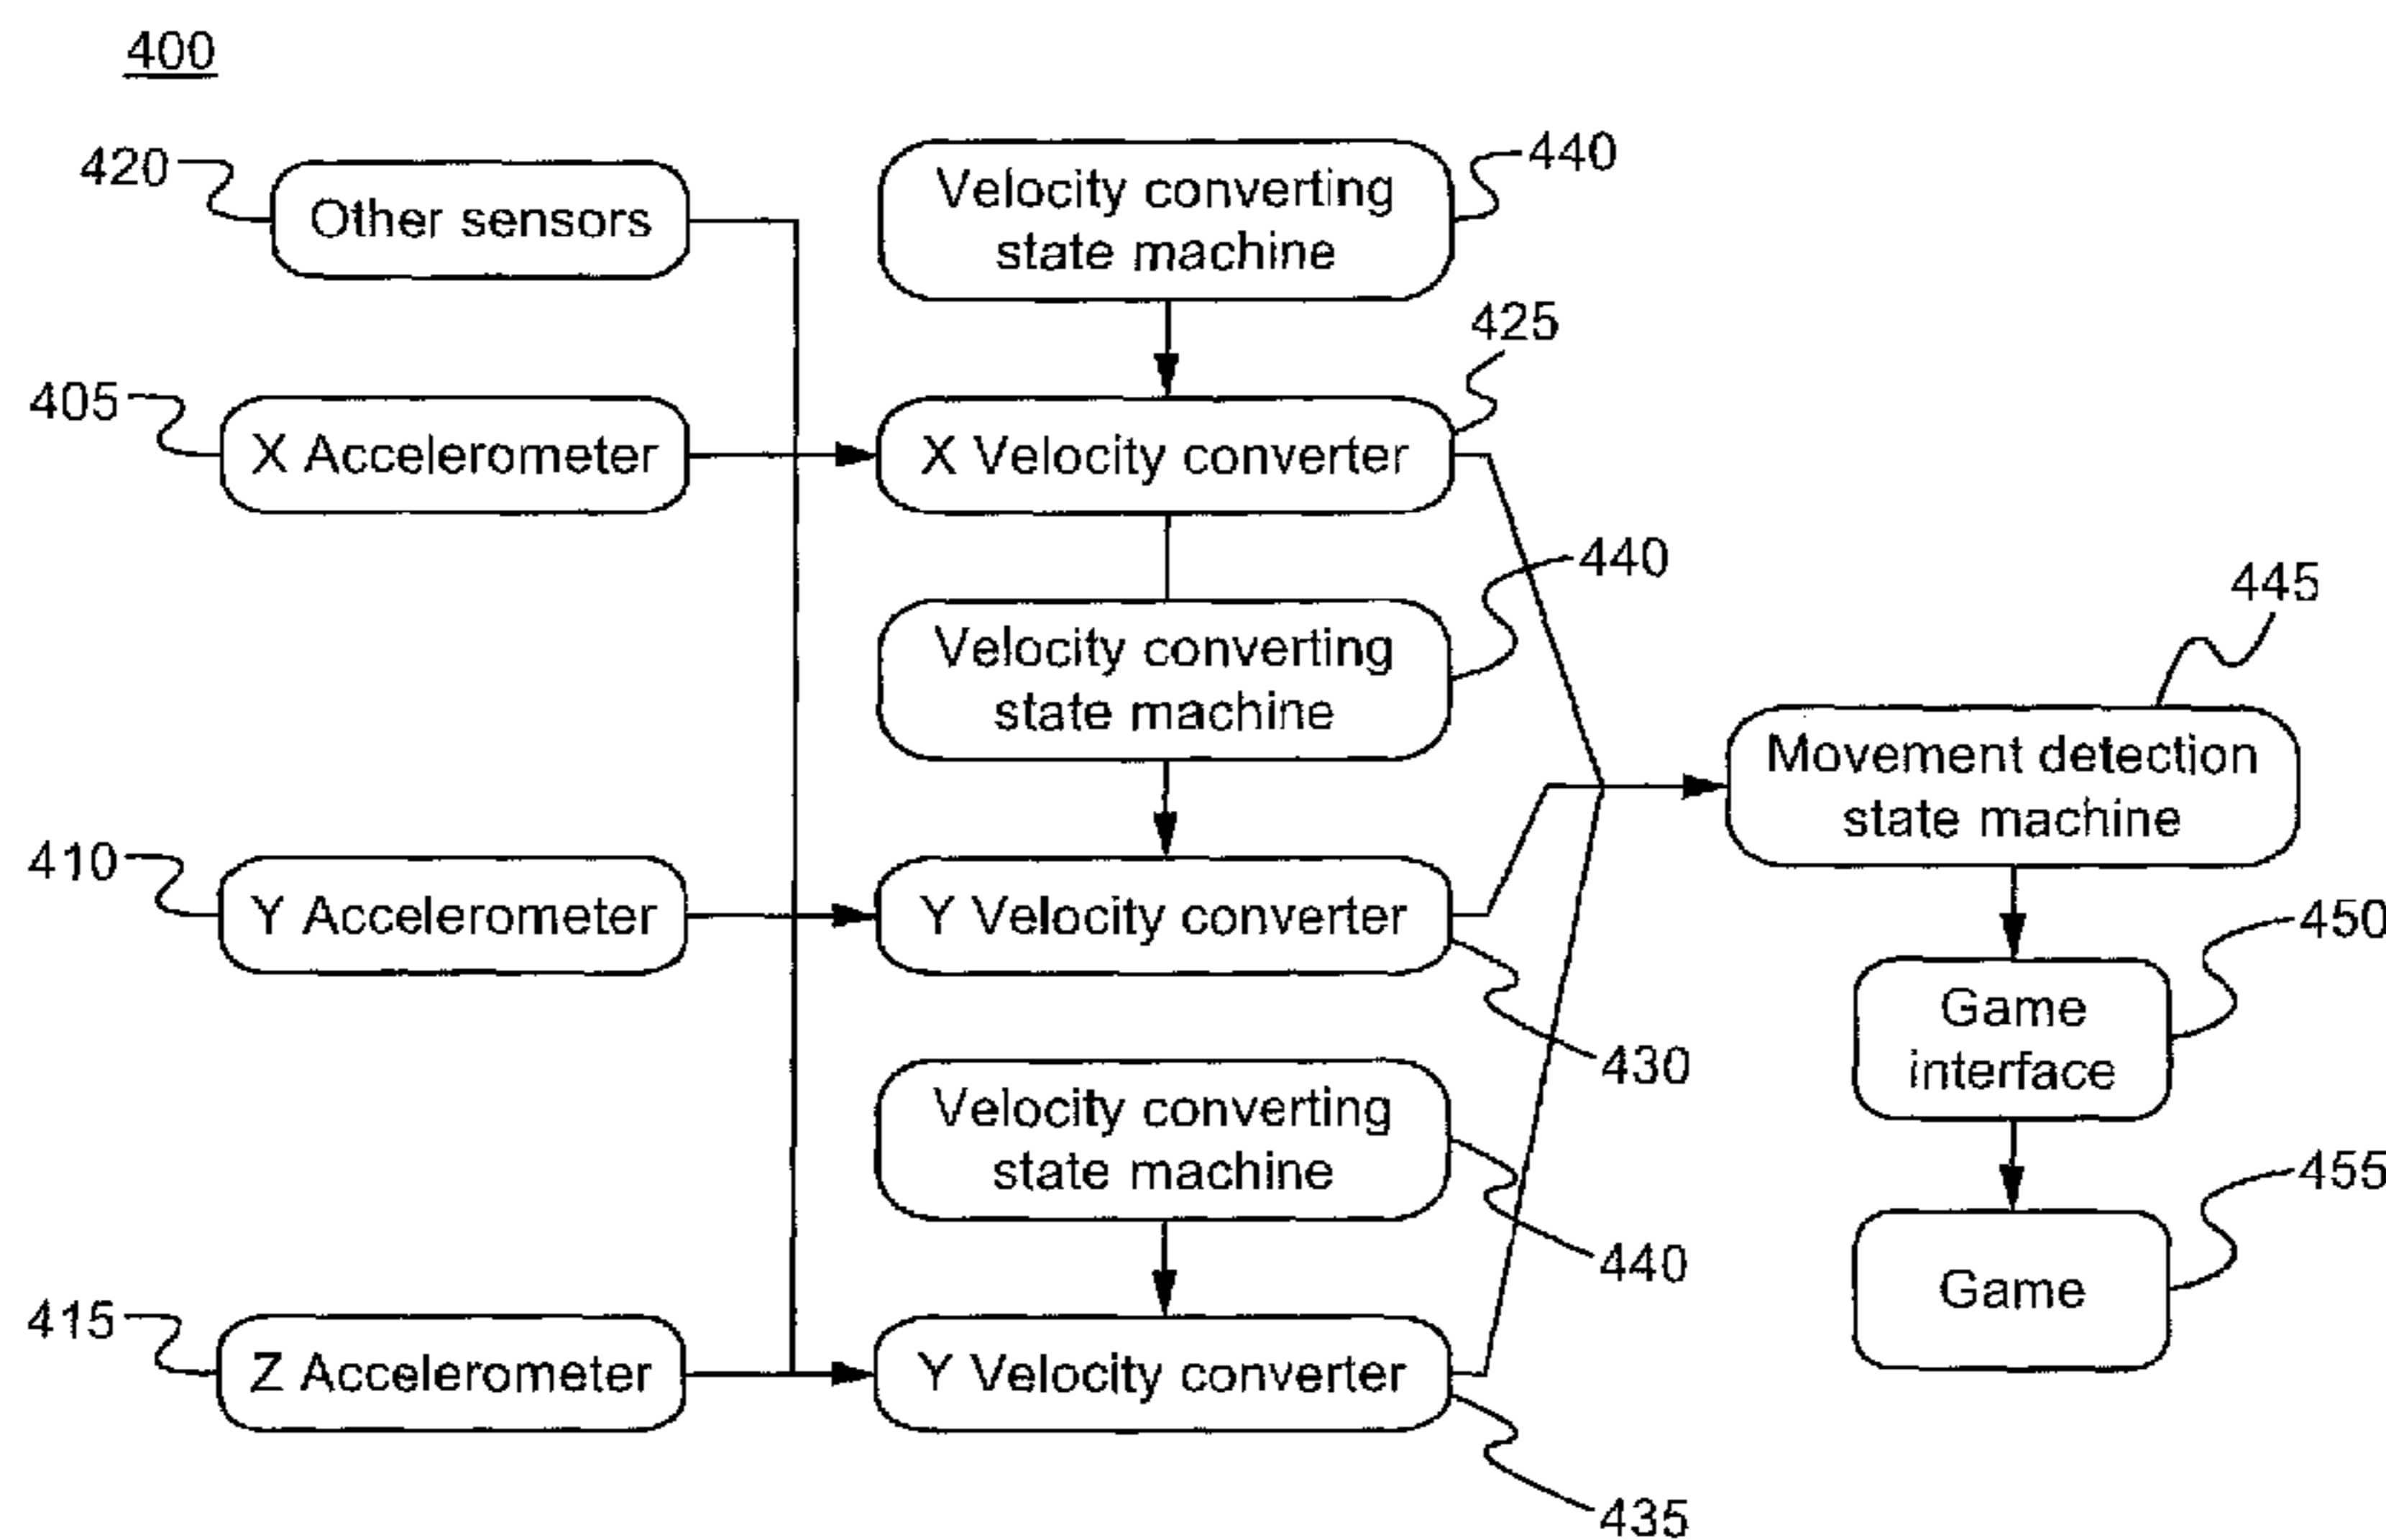 400
420
Other sensors
Velocity converting
state machine
440
425
405
X Accelerometer
X Velocity converter
440
Velocity converting
state machine
445
Movement detection
state machine
410
Y Accelerometer
Y Velocity converter
430
450
Game
interface
Velocity converting
state machine
440
455
Game
415
Z Accelerometer
Y Velocity converter
435